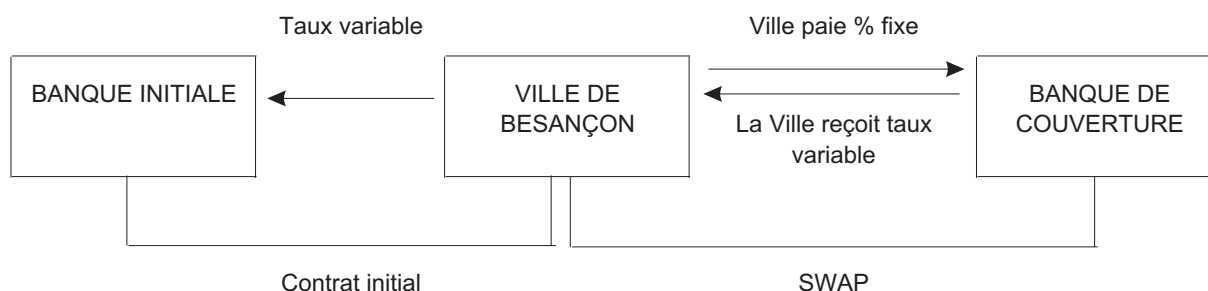 Taux variable
Ville paie % fixe
BANQUE INITIALE
VILLE DE
BESANÇON
BANQUE DE
COUVERTURE
La Ville reçoit taux
variable
Contrat initial
SWAP